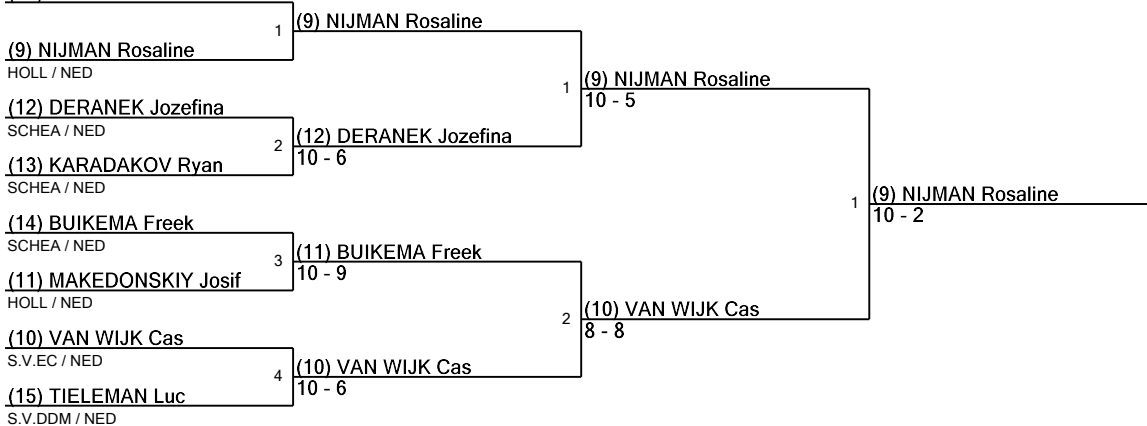 (9) NIJMAN Rosaline
HOLL / NED
(12) DERANEK Jozefina
SCHEA / NED
(13) KARADAKOV Ryan
SCHEA / NED
(14) BUIKEMA Freek
SCHEA / NED
(11) MAKEDONSKIY Josif
HOLL / NED
(10) VAN WIJK Cas
S.V.EC / NED
(15) TIELEMAN Luc
S.V.DDM / NED
1
(9) NIJMAN Rosaline
2
(12) DERANEK Jozefina
10 - 6
3
(11) BUIKEMA Freek
10 - 9
4
(10) VAN WIJK Cas
10 - 6
1
(9) NIJMAN Rosaline
10 - 5
2
(10) VAN WIJK Cas
8 - 8
1
(9) NIJMAN Rosaline
10 - 2